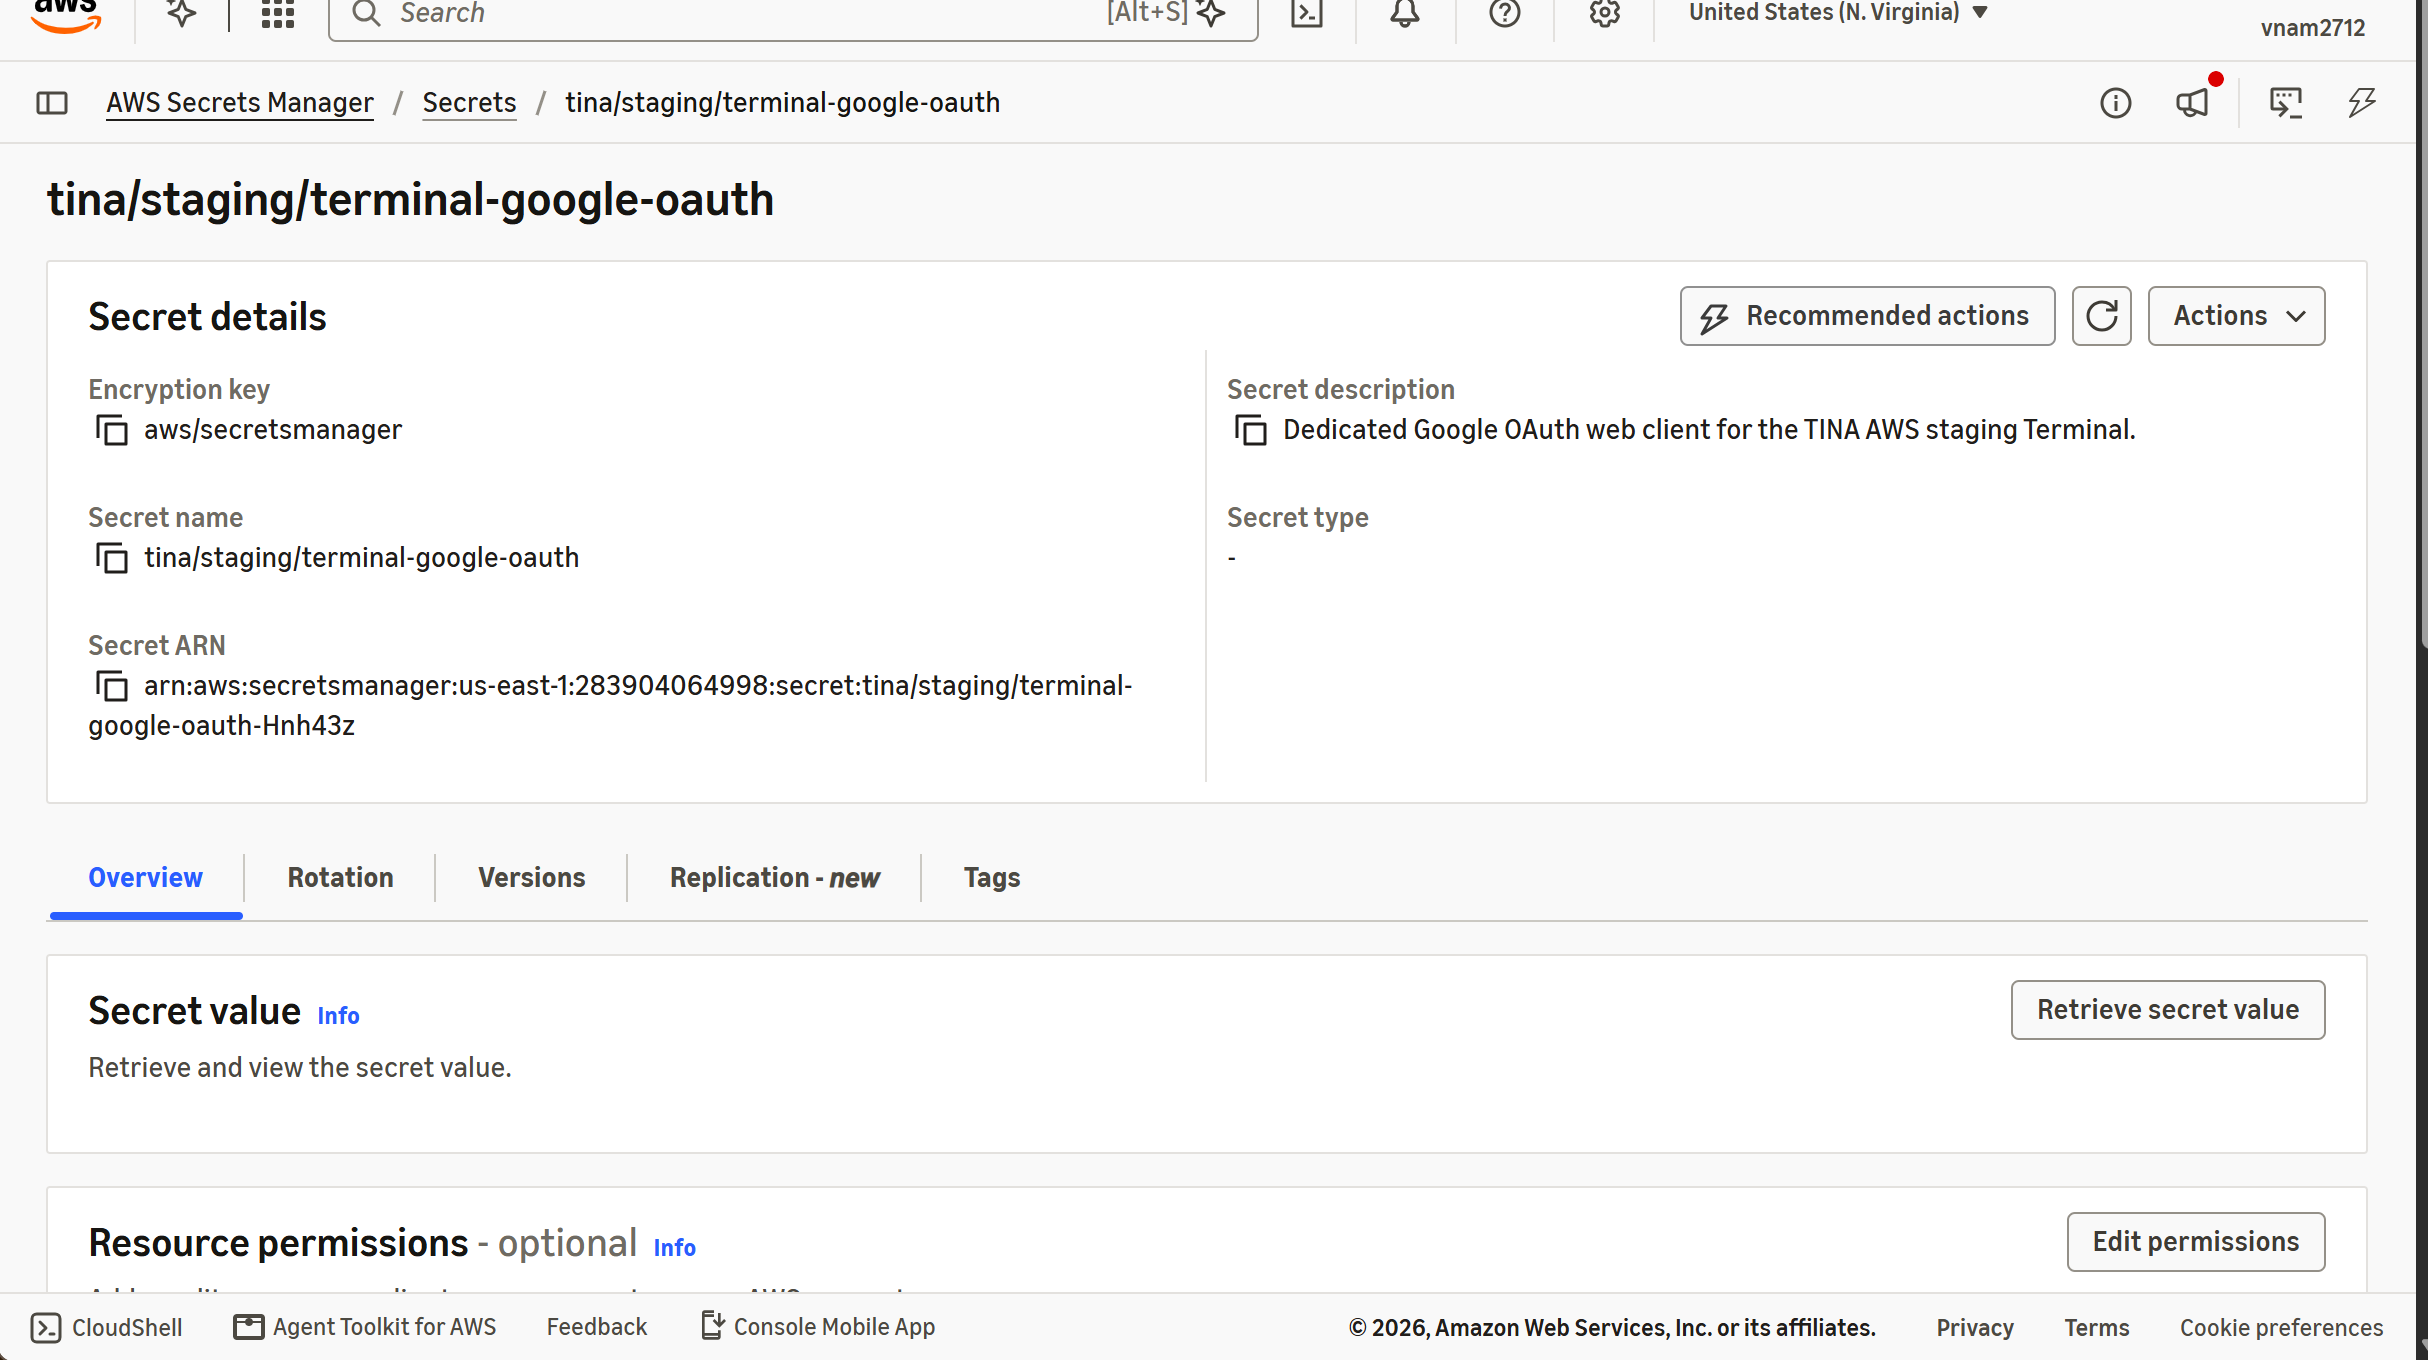 aws
Search
[Alt+S]
United States (N. Virginia)
vnam2712
AWS Secrets Manager / Secrets / tina/staging/terminal-google-oauth
tina/staging/terminal-google-oauth
Secret details
Recommended actions
Actions
Encryption key
aws/secretsmanager
Secret description
Dedicated Google OAuth web client for the TINA AWS staging Terminal.
Secret name
tina/staging/terminal-google-oauth
Secret type
-
Secret ARN
arn:aws:secretsmanager:us-east-1:283904064998:secret:tina/staging/terminal-
google-oauth-Hnh43z
Overview
Rotation
Versions
Replication - new
Tags
Secret value Info
Retrieve secret value
Retrieve and view the secret value.
Resource permissions - optional Info
Edit permissions
CloudShell
Agent Toolkit for AWS
Feedback
Console Mobile App
© 2026, Amazon Web Services, Inc. or its affiliates.
Privacy
Terms
Cookie preferences